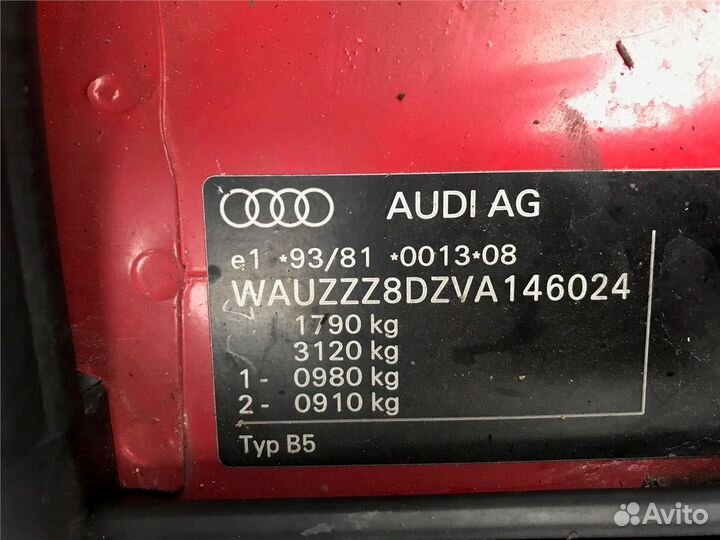 AUDI AG
e1 *93/81 *0013*08
WAUZZZ8DZVA146024
1790 kg
3120 kg
1- 0980 kg
2- 0910 kg
Typ B5
Avito